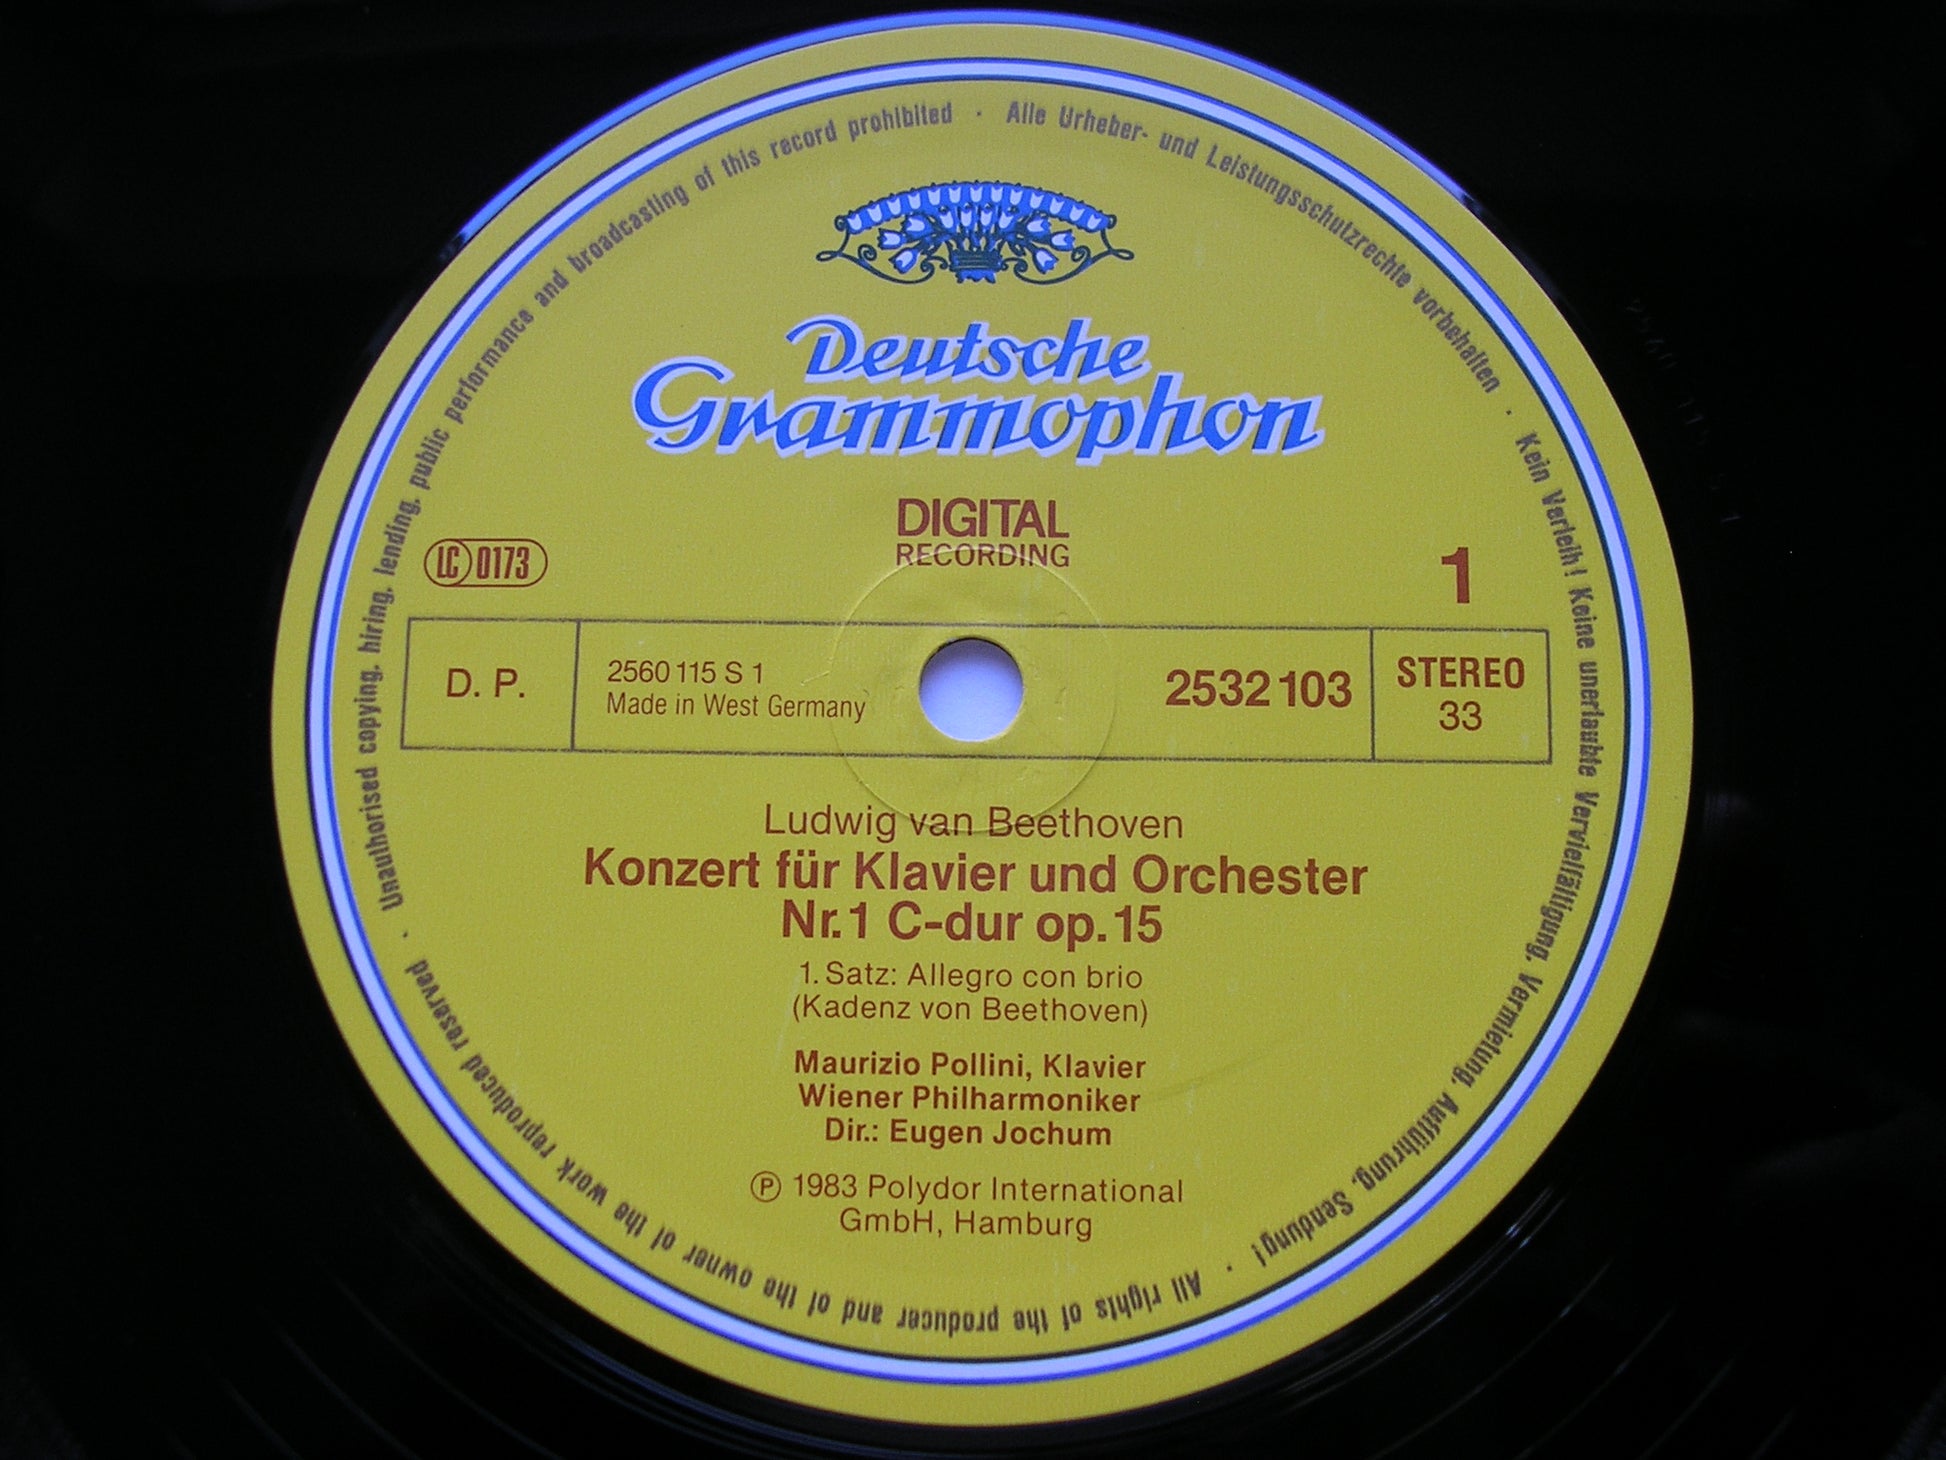 Deutsche
Grammophon
DIGITAL
RECORDING
LC 0173
1
D. P.
2560 115 S 1
Made in West Germany
2532 103
STEREO
33
Ludwig van Beethoven
Konzert für Klavier und Orchester
Nr. 1 C-dur op. 15
1. Satz: Allegro con brio
(Kadenz von Beethoven)
Maurizio Pollini, Klavier
Wiener Philharmoniker
Dir.: Eugen Jochum
Ⓟ 1983 Polydor International
GmbH, Hamburg
Alle Urheber- und Leistungsschutzrechte vorbehalten · Kein Verleih! Keine unerlaubte Vervielfältigung, Vermietung, Aufführung, Sendung! · All rights of the producer and of the owner of the work reproduced reserved · Unauthorised copying, hiring, lending, public performance and broadcasting of this record prohibited ·